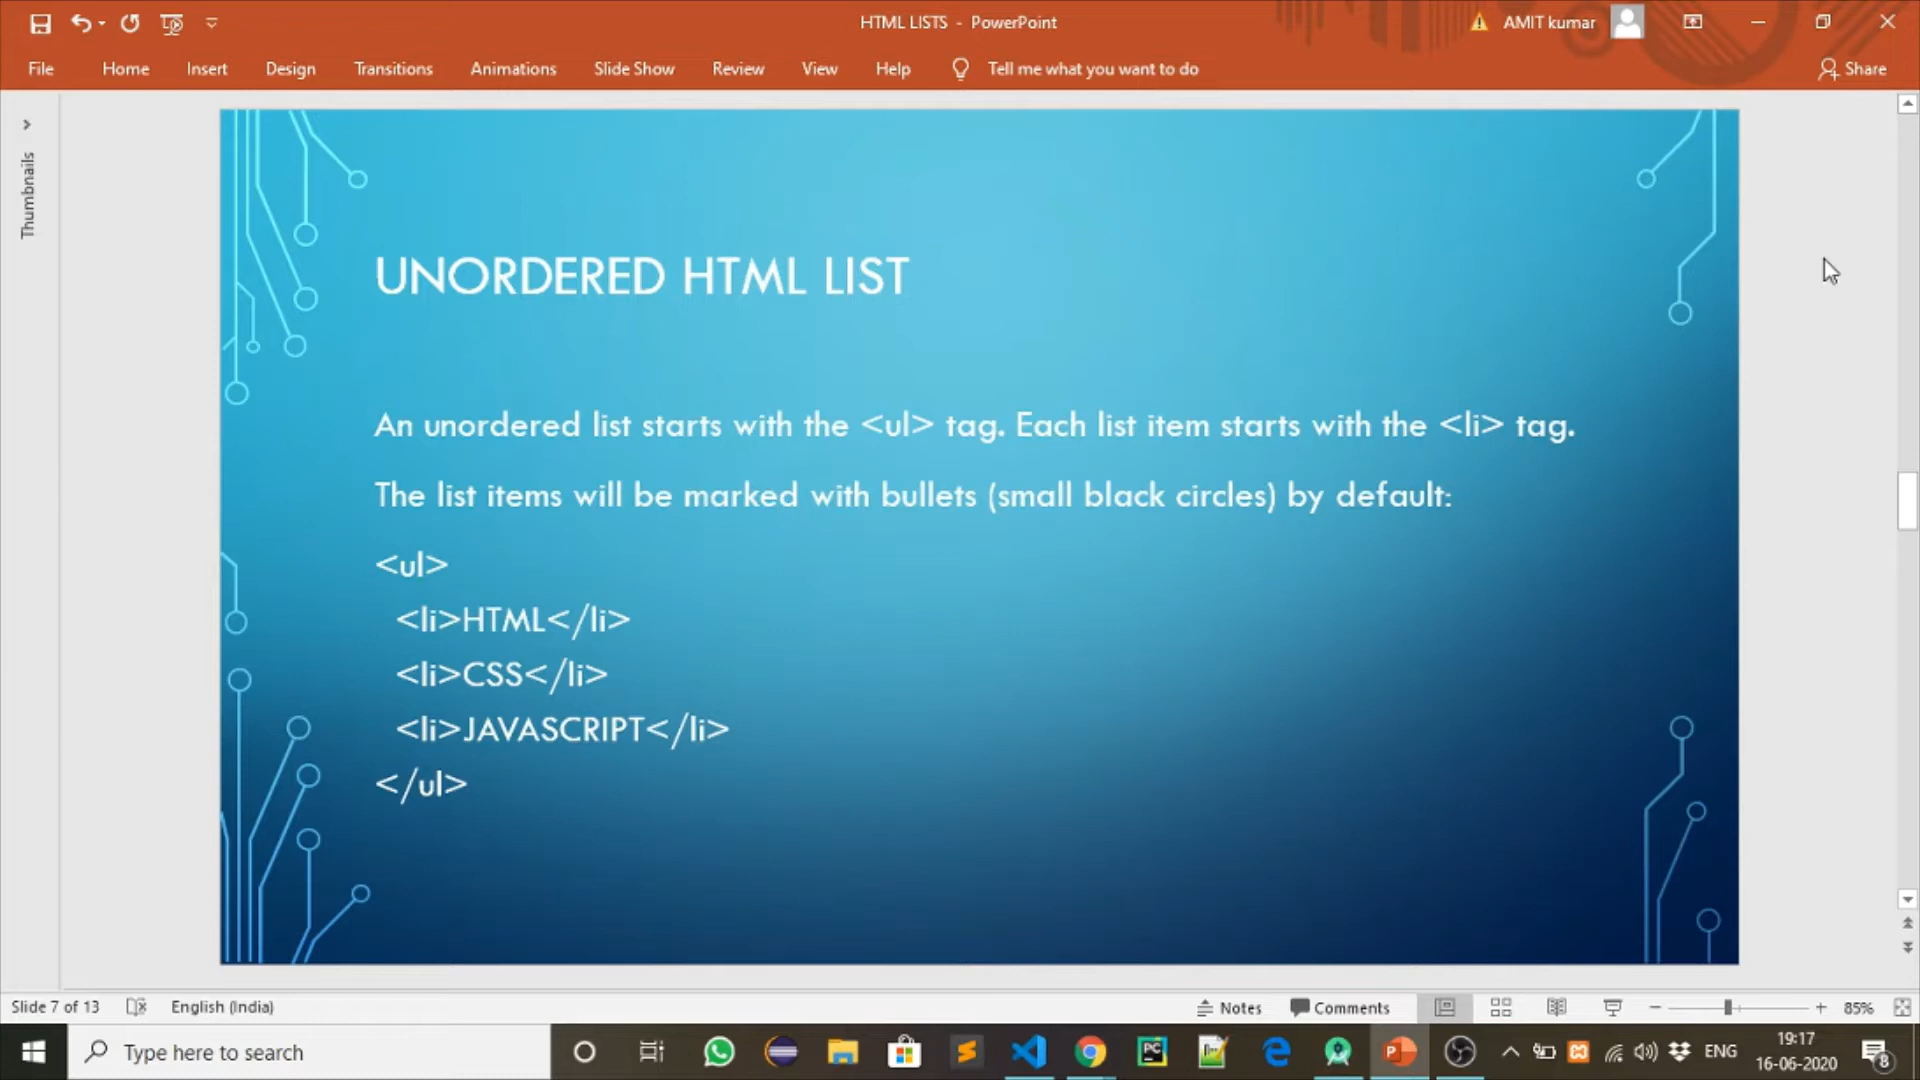 HTML LISTS - PowerPoint
AMIT kumar
File Home Insert Design Transitions Animations Slide Show Review View Help Tell me what you want to do Share
Thumbnails
UNORDERED HTML LIST
An unordered list starts with the <ul> tag. Each list item starts with the <li> tag.
The list items will be marked with bullets (small black circles) by default:
<ul>
<li>HTML</li>
<li>CSS</li>
<li>JAVASCRIPT</li>
</ul>
Slide 7 of 13 English (India) Notes Comments 85%
Type here to search
PC
P
ENG
19:17
16-06-2020
8